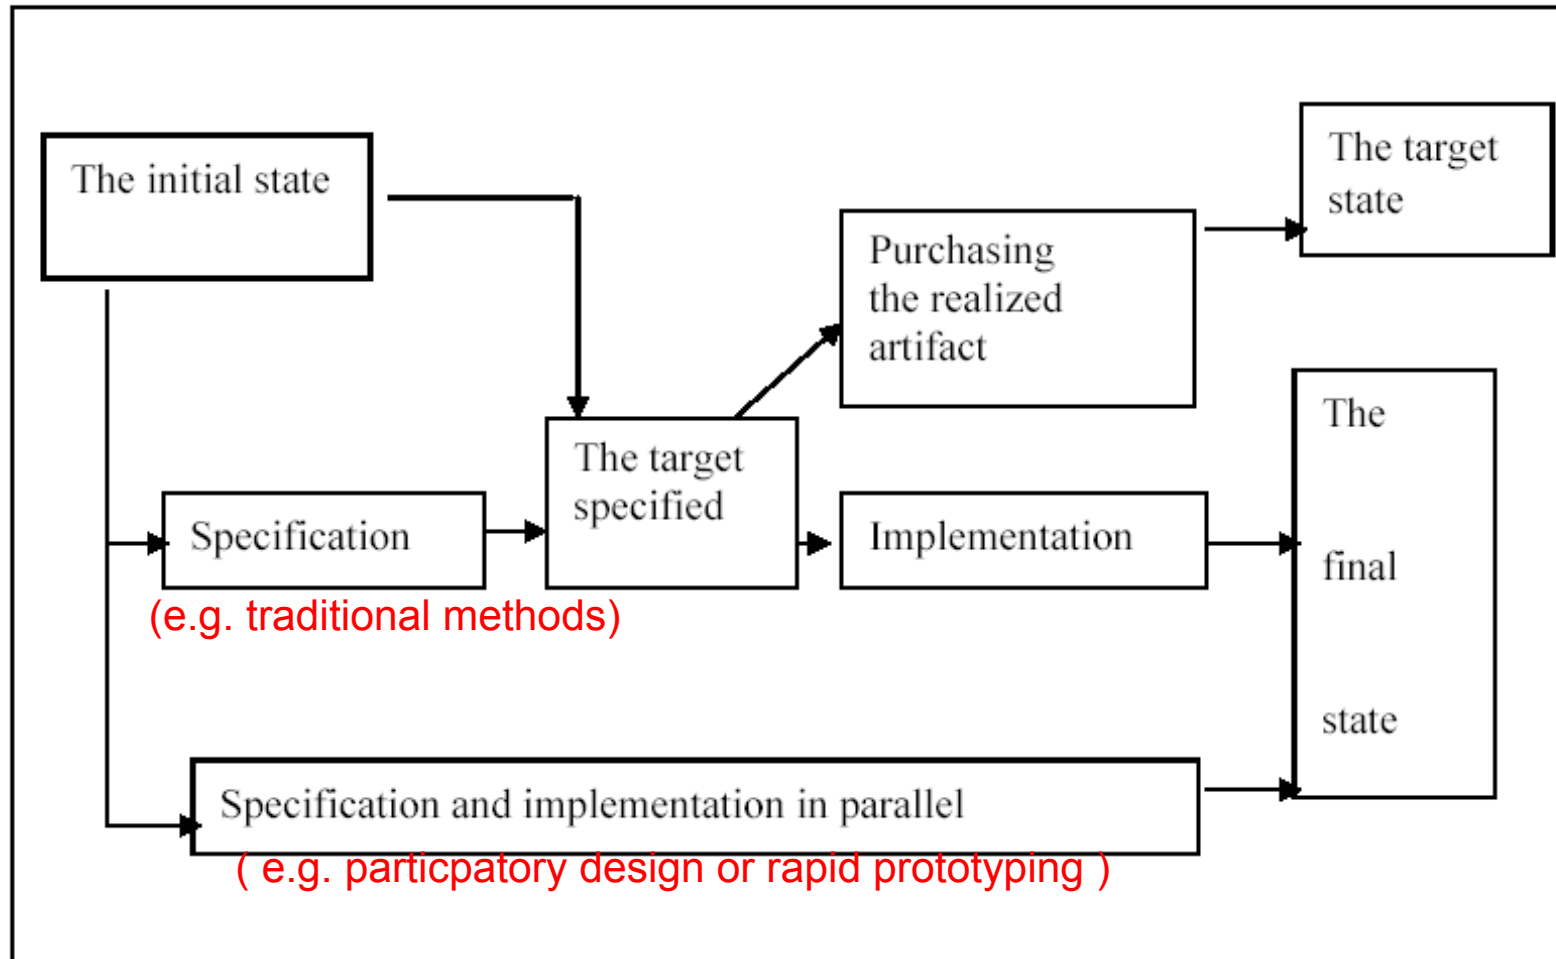 The initial state
The target
state
Purchasing
the realized
artifact
The target
specified
Specification
(e.g. traditional methods)
Implementation
The
final
state
Specification and implementation in parallel
( e.g. particpatory design or rapid prototyping )